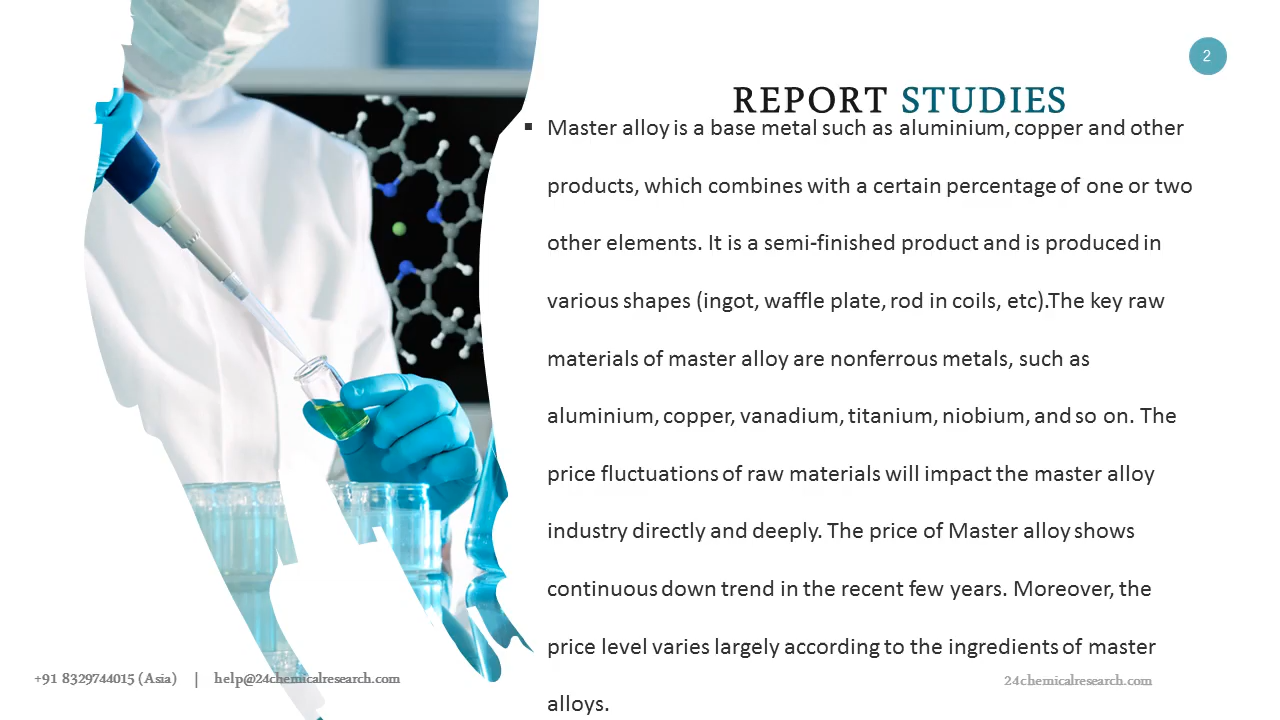 2
REPORT STUDIES
▪ Master alloy is a base metal such as aluminium, copper and other
products, which combines with a certain percentage of one or two
other elements. It is a semi-finished product and is produced in
various shapes (ingot, waffle plate, rod in coils, etc).The key raw
materials of master alloy are nonferrous metals, such as
aluminium, copper, vanadium, titanium, niobium, and so on. The
price fluctuations of raw materials will impact the master alloy
industry directly and deeply. The price of Master alloy shows
continuous down trend in the recent few years. Moreover, the
price level varies largely according to the ingredients of master
alloys.
+91 8329744015 (Asia) | help@24chemicalresearch.com
24chemicalresearch.com